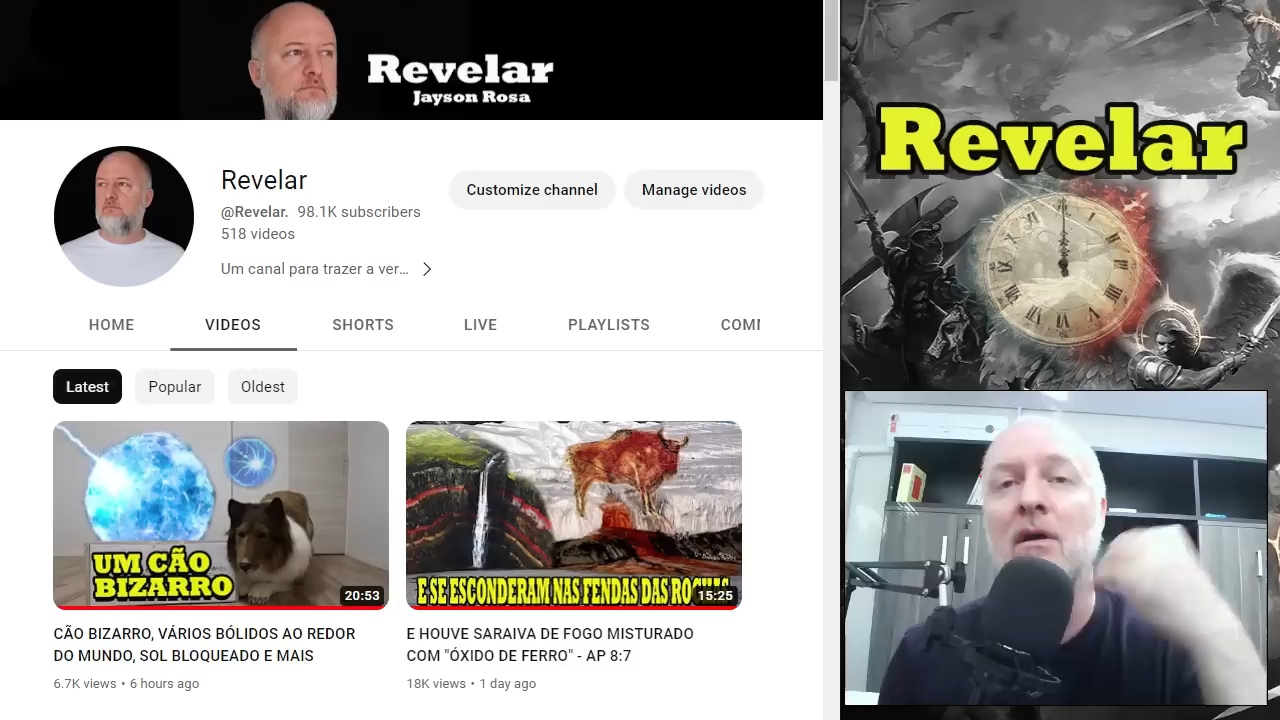 Revelar
Jayson Rosa
Revelar
Customize channel
Manage videos
@Revelar. 98.1K subscribers
518 videos
Um canal para trazer a ver...
HOME
VIDEOS
SHORTS
LIVE
PLAYLISTS
Latest
Popular
Oldest
UM CÃO
BIZARRO
20:53
E SE ESCONDERAM NAS FENDAS DAS
15:25
CÃO BIZARRO, VÁRIOS BÓLIDOS AO REDOR
DO MUNDO, SOL BLOQUEADO E MAIS
6.7K views • 6 hours ago
E HOUVE SARAIVA DE FOGO MISTURADO
COM "ÓXIDO DE FERRO" - AP 8:7
18K views • 1 day ago
Revelar